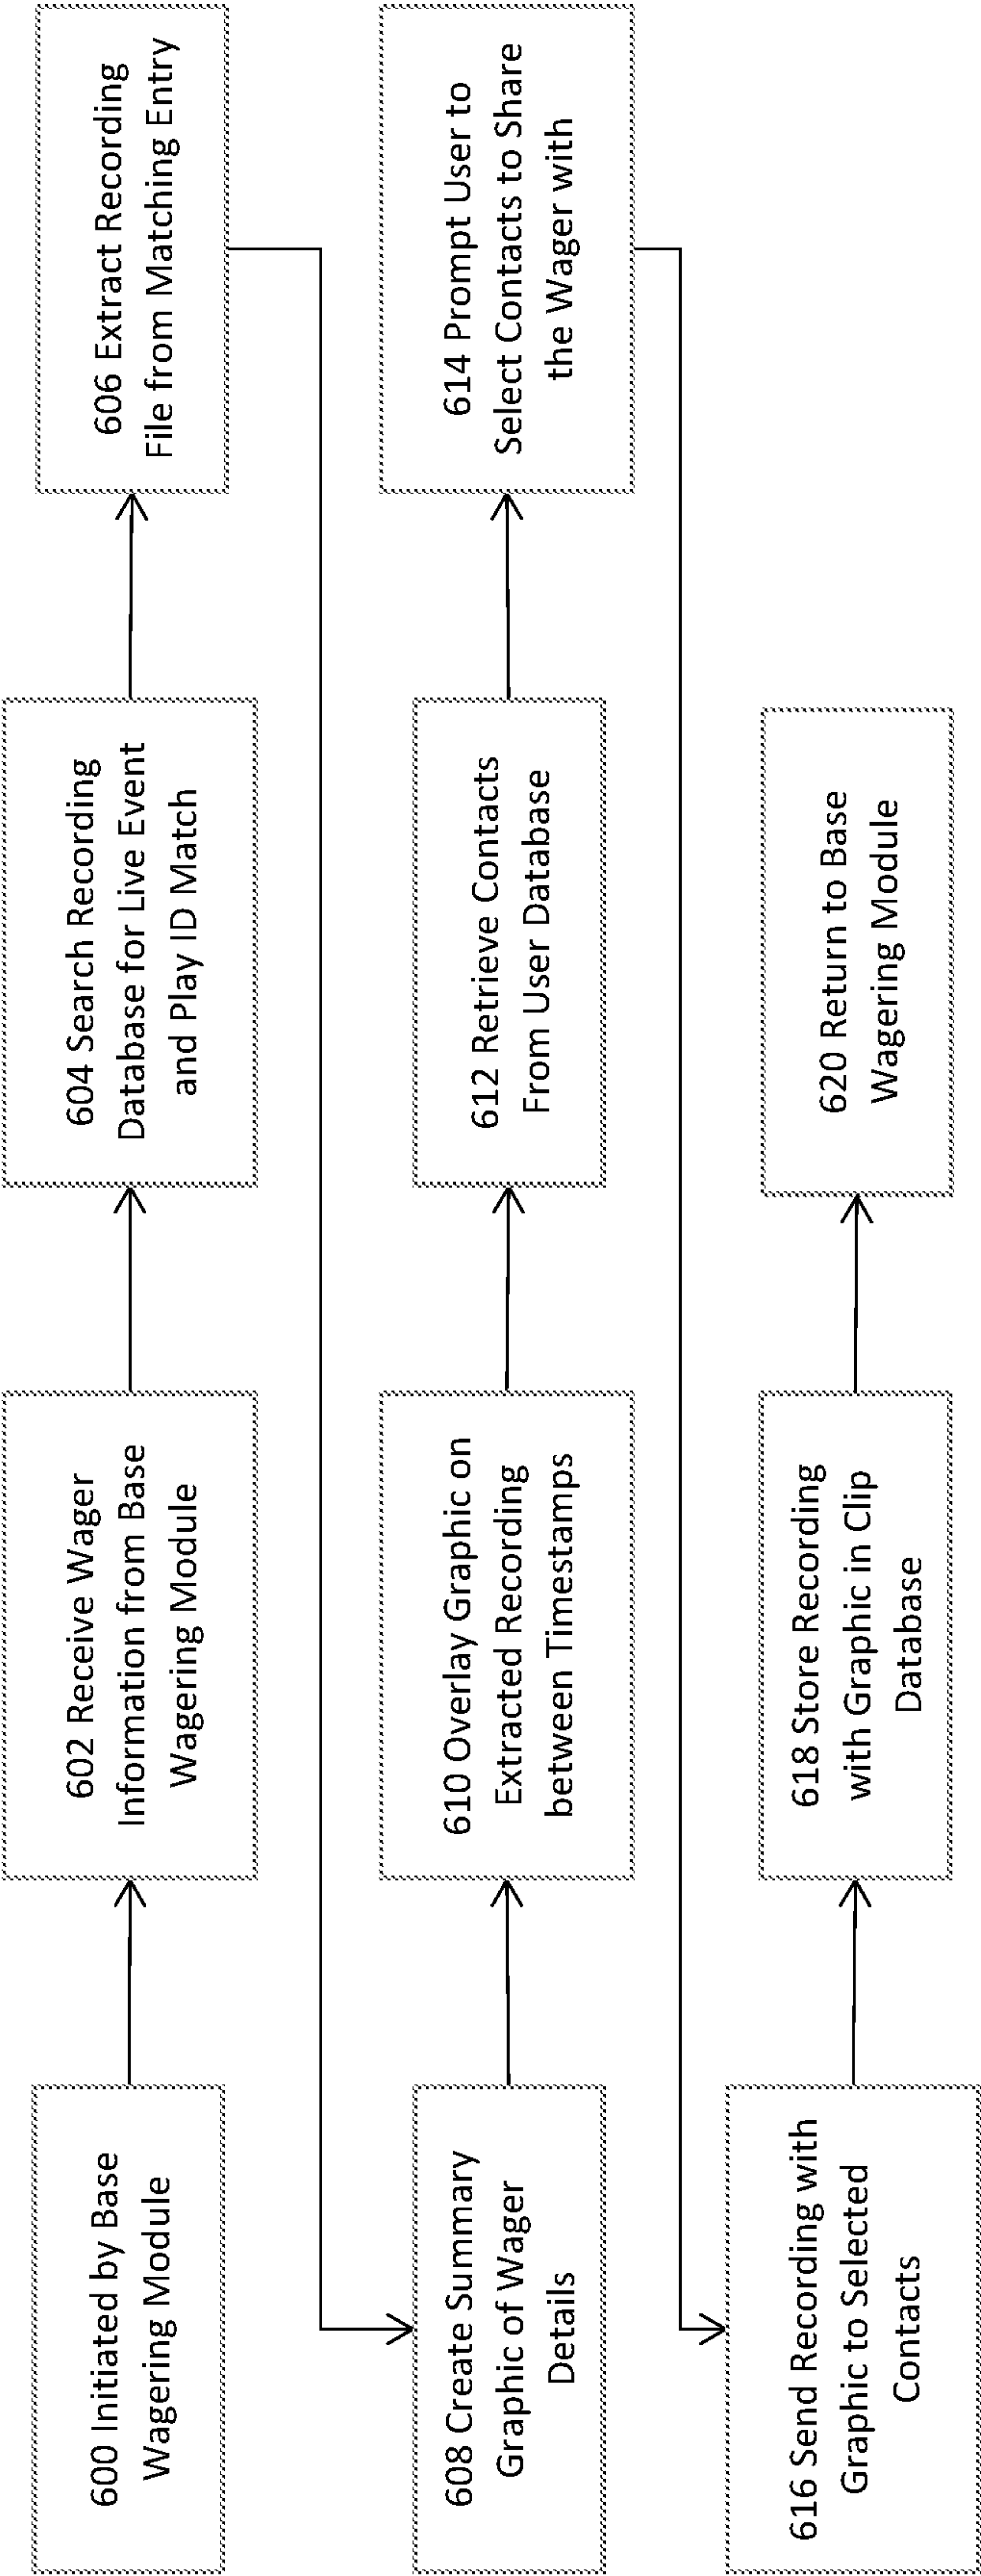 600 Initiated by Base
Wagering Module
602 Receive Wager
Information from Base
Wagering Module
604 Search Recording
Database for Live Event
and Play ID Match
606 Extract Recording
File from Matching Entry
608 Create Summary
Graphic of Wager
Details
610 Overlay Graphic on
Extracted Recording
between Timestamps
612 Retrieve Contacts
From User Database
614 Prompt User to
Select Contacts to Share
the Wager with
616 Send Recording with
Graphic to Selected
Contacts
618 Store Recording
with Graphic in Clip
Database
620 Return to Base
Wagering Module